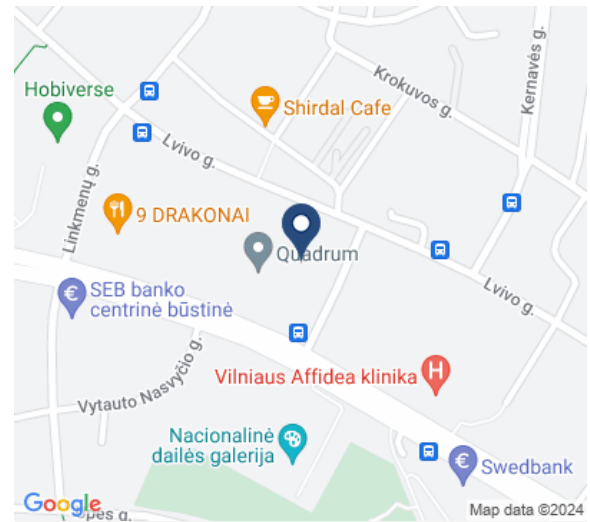 Kernavės g.
Krokuvos g.
Hobiverse
Shirdal Cafe
Lvivo g.
Linkmenų g.
9 DRAKONAI
Quadrum
SEB banko
centrinė būstinė
Lvivo g.
Vilniaus Affidea klinika
Vytauto Nasvyčio g.
Nacionalinė
dailės galerija
Swedbank
Google
Map data ©2024